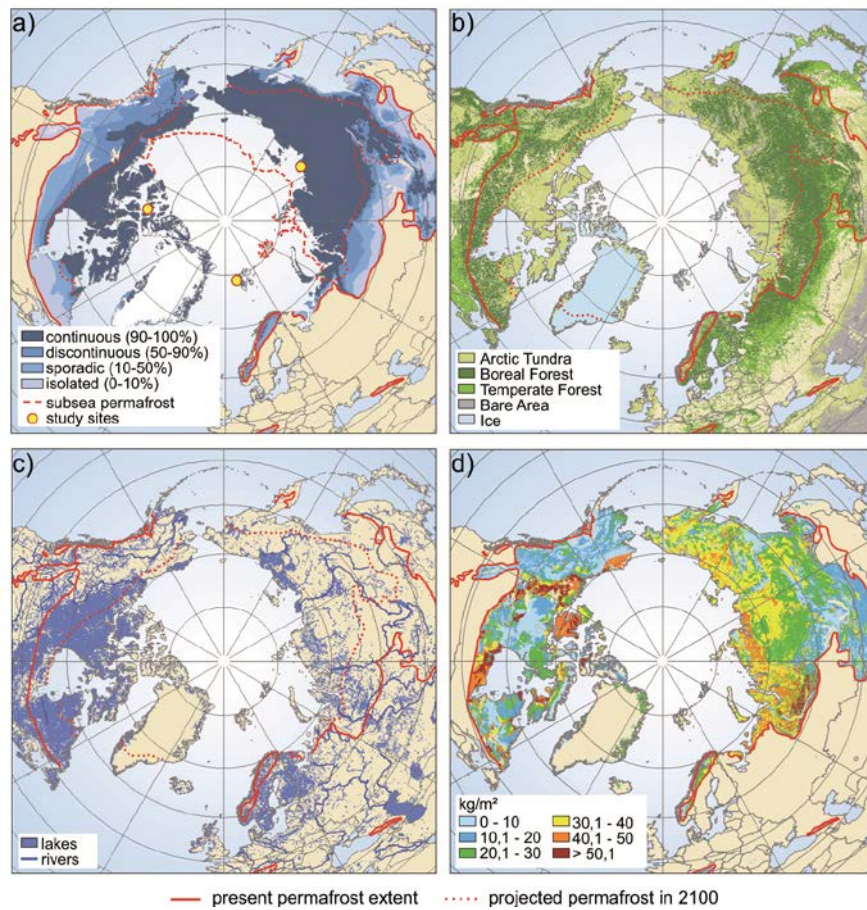 a)
continuous (90-100%)
discontinuous (50-90%)
sporadic (10-50%)
isolated (0-10%)
subsea permafrost
study sites
b)
Arctic Tundra
Boreal Forest
Temperate Forest
Bare Area
Ice
c)
lakes
rivers
d)
kg/m²
0 - 10
10,1 - 20
20,1 - 30
30,1 - 40
40,1 - 50
> 50,1
present permafrost extent
projected permafrost in 2100